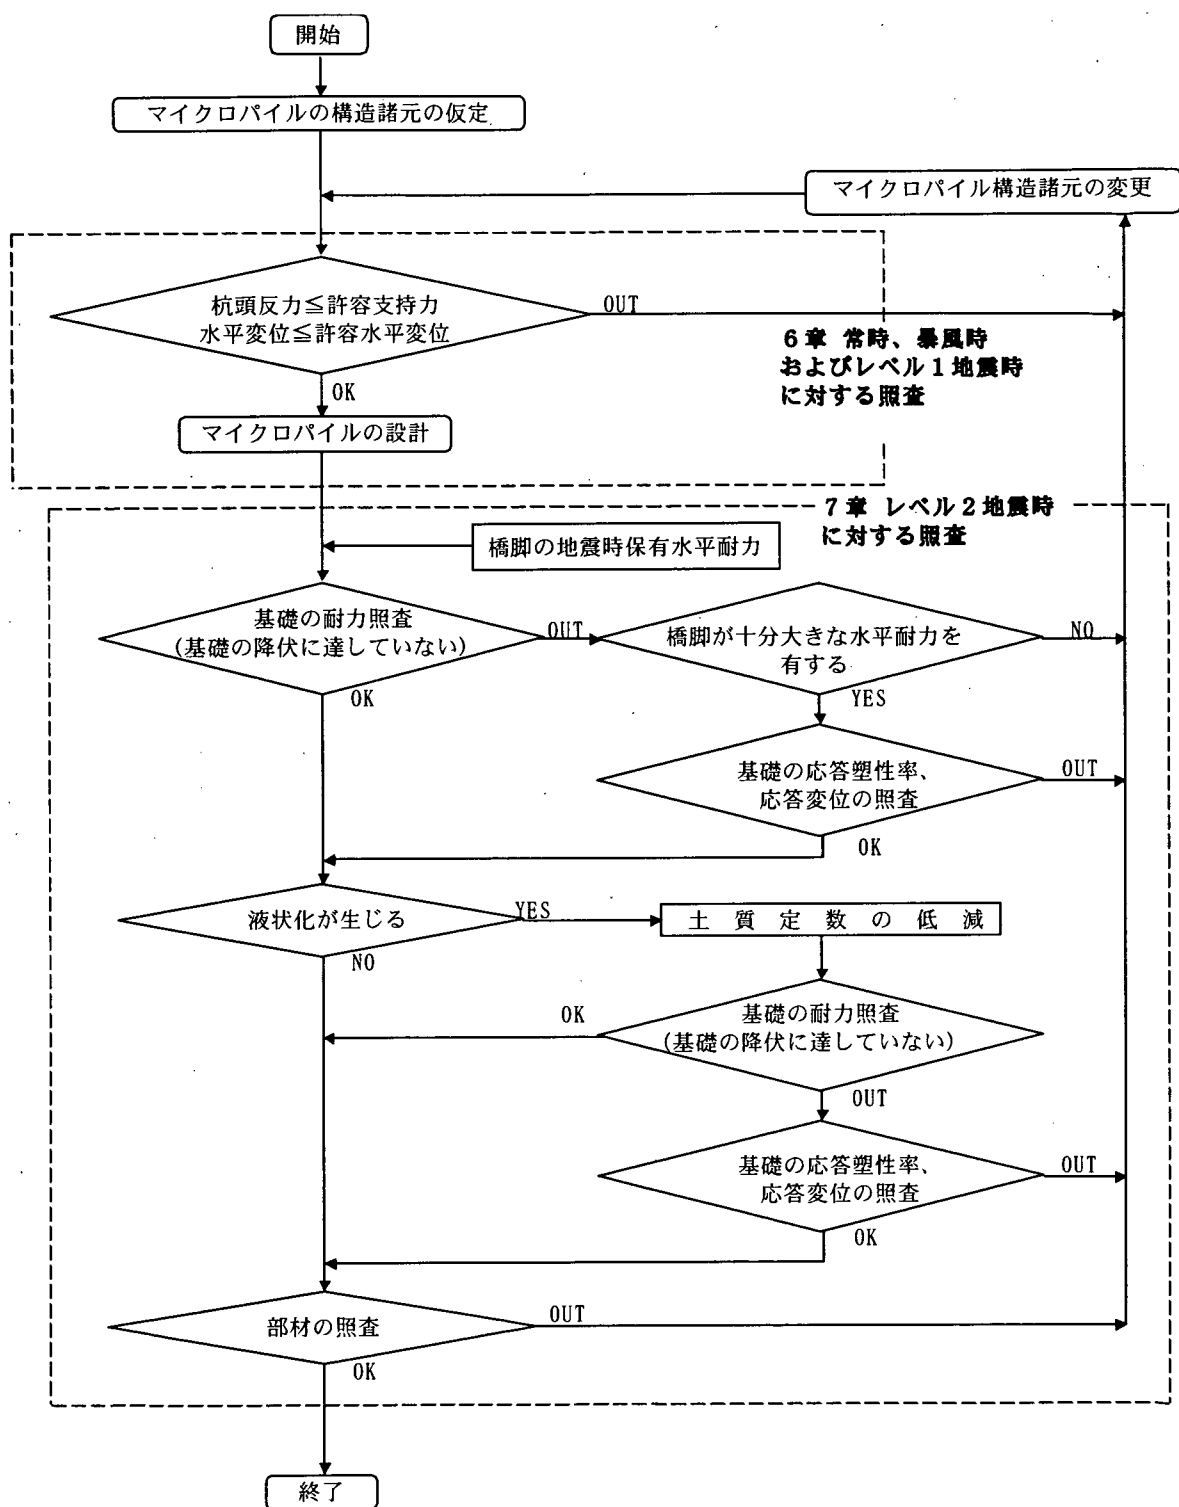 開始
マイクロパイルの構造諸元の仮定
マイクロパイル構造諸元の変更
杭頭反力≦許容支持力
水平変位≦許容水平変位
OUT
6章 常時、暴風時
およびレベル1地震時
に対する照査
OK
マイクロパイルの設計
7章 レベル2地震時
に対する照査
橋脚の地震時保有水平耐力
基礎の耐力照査
(基礎の降伏に達していない)
OUT
橋脚が十分大きな水平耐力を
有する
NO
OK
YES
基礎の応答塑性率、
応答変位の照査
OUT
OK
液状化が生じる
YES
土質定数の低減
NO
OK
基礎の耐力照査
(基礎の降伏に達していない)
OUT
基礎の応答塑性率、
応答変位の照査
OUT
OK
部材の照査
OUT
OK
終了